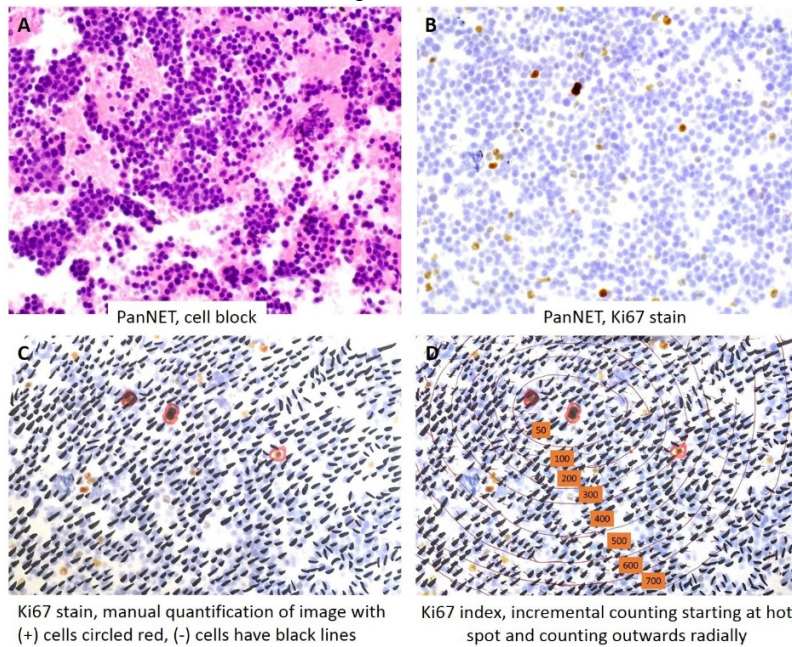 A
B
PanNET, cell block
PanNET, Ki67 stain
C
D
50
100
200
300
400
500
600
700
Ki67 stain, manual quantification of image with
(+) cells circled red, (-) cells have black lines
Ki67 index, incremental counting starting at hot
spot and counting outwards radially